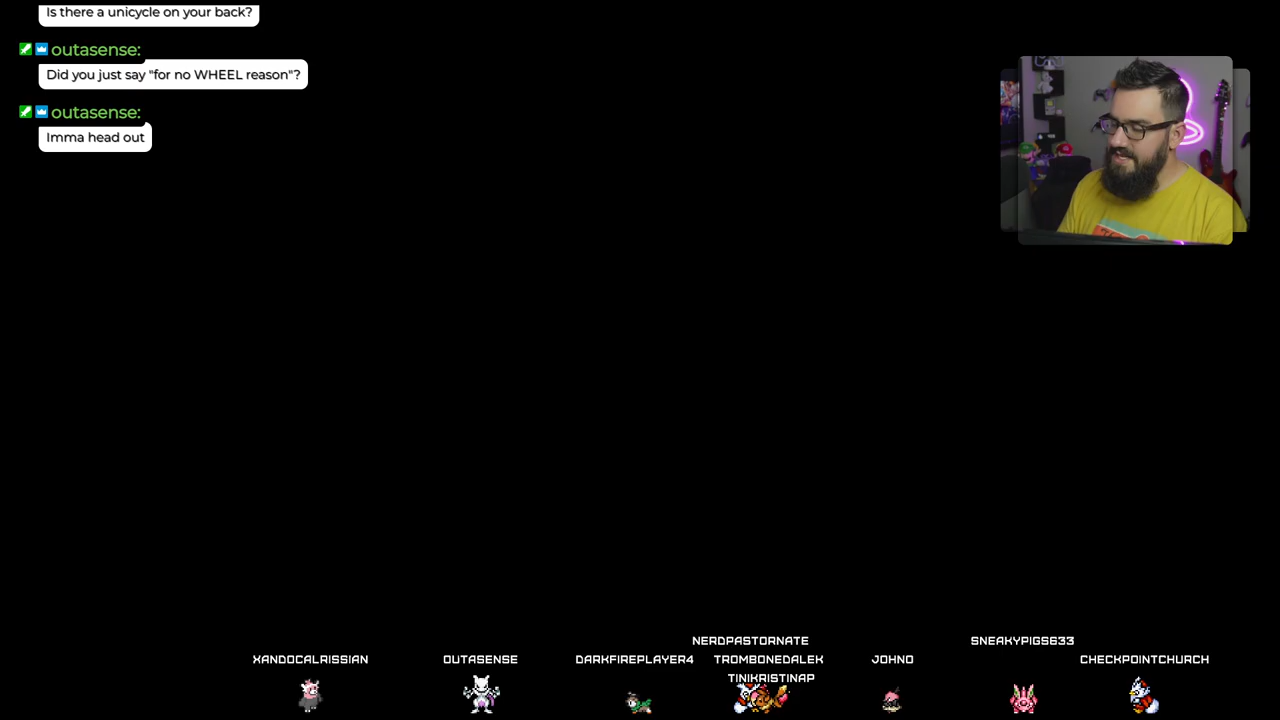 Is there a unicycle on your back?
outasense:
Did you just say "for no WHEEL reason"?
outasense:
Imma head out
NERDPASTORNATE
SNEAKYPIGS633
XANDOCALRISSIAN
OUTASENSE
DARKFIREPLAYER4
TROMBONEDALEK
JOHNO
CHECKPOINTCHURCH
TINIKRISTINAP